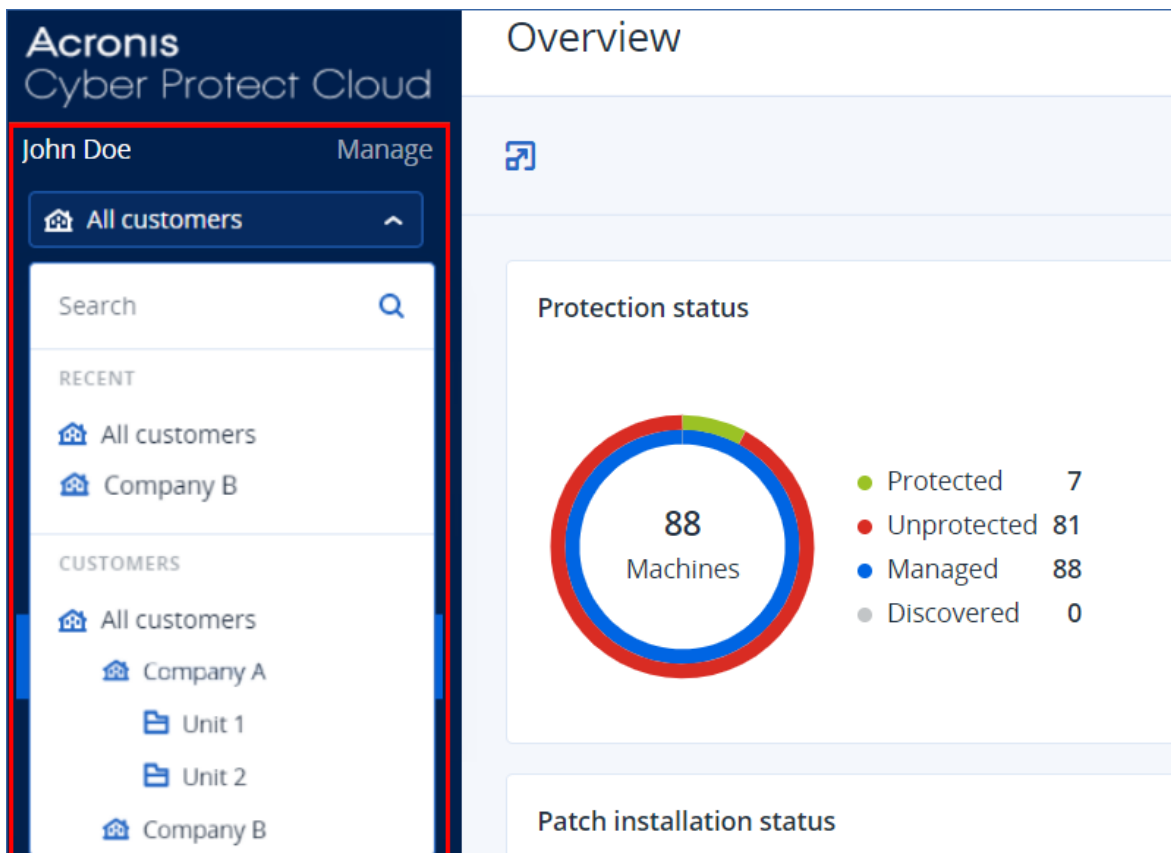 Acronis
Cyber Protect Cloud
John Doe Manage
All customers
Search
RECENT
All customers
Company B
CUSTOMERS
All customers
Company A
Unit 1
Unit 2
Company B
Overview
Protection status
88
Machines
Protected 7
Unprotected 81
Managed 88
Discovered 0
Patch installation status